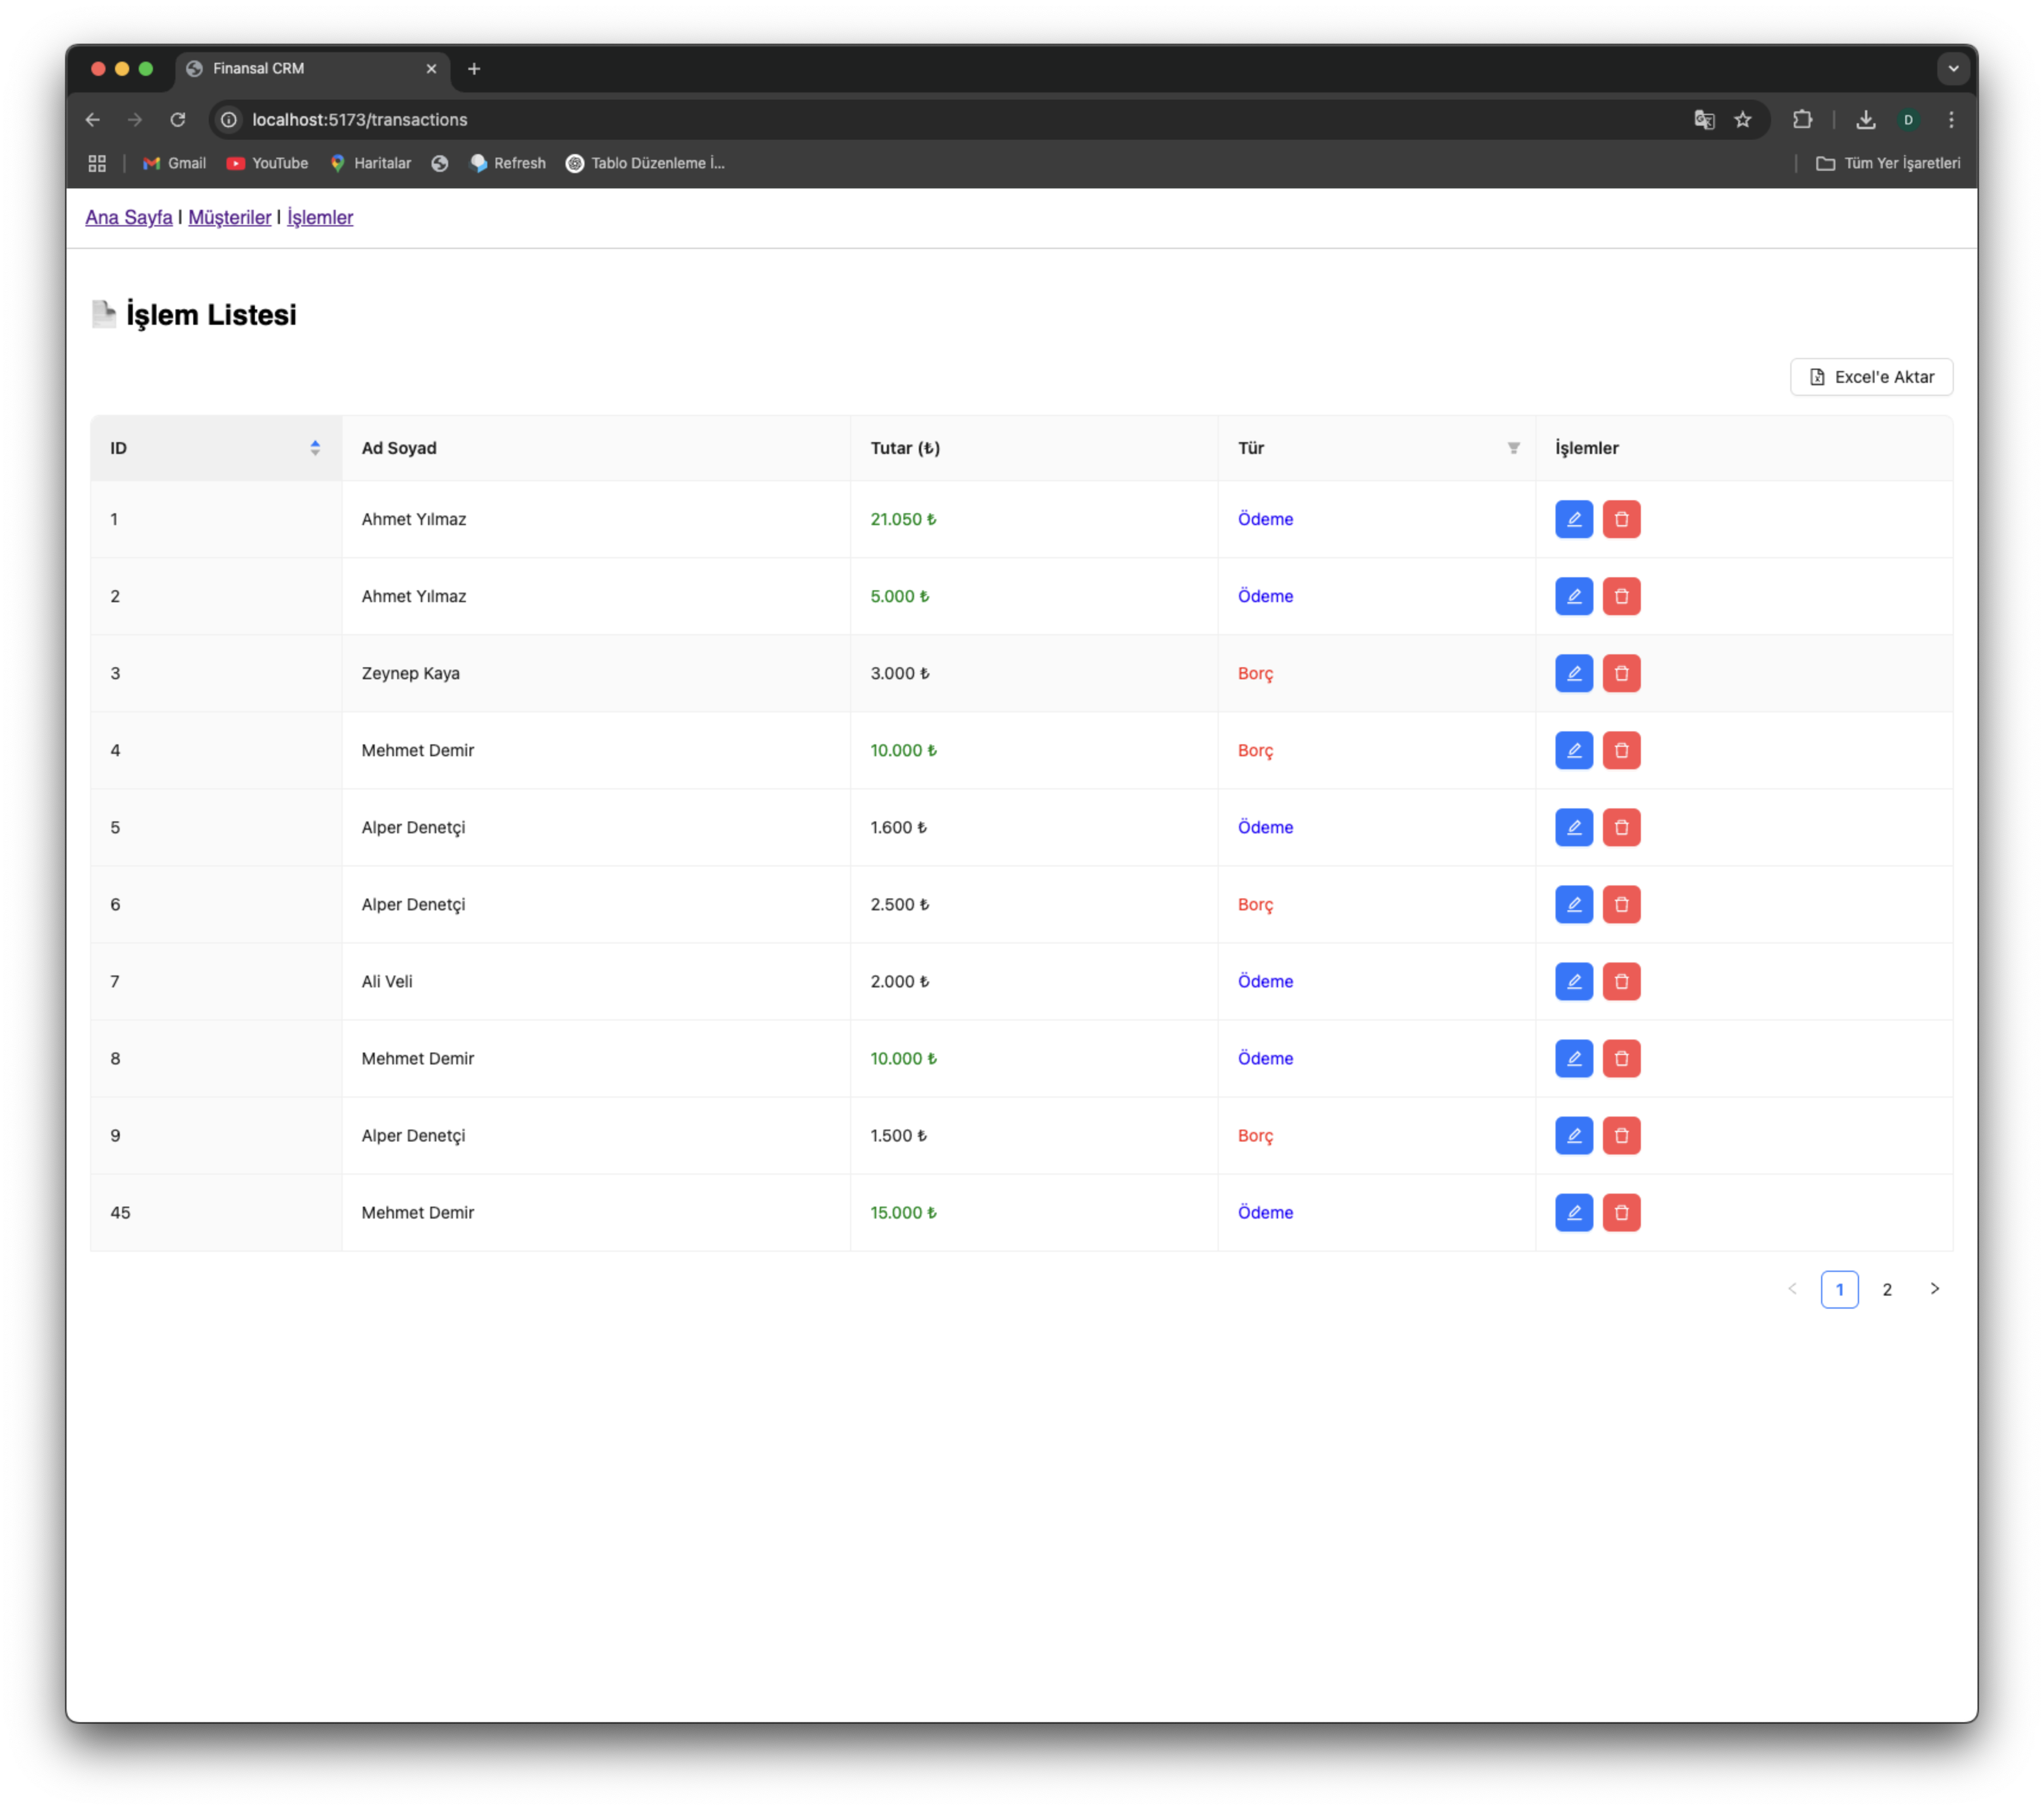 Finansal CRM
localhost:5173/transactions
D
Gmail YouTube Haritalar Refresh Tablo Düzenleme İ... Tüm Yer İşaretleri
Ana Sayfa | Müşteriler | İşlemler
İşlem Listesi
Excel'e Aktar
ID Ad Soyad Tutar (₺) Tür İşlemler
1 Ahmet Yılmaz 21.050 ₺ Ödeme
2 Ahmet Yılmaz 5.000 ₺ Ödeme
3 Zeynep Kaya 3.000 ₺ Borç
4 Mehmet Demir 10.000 ₺ Borç
5 Alper Denetçi 1.600 ₺ Ödeme
6 Alper Denetçi 2.500 ₺ Borç
7 Ali Veli 2.000 ₺ Ödeme
8 Mehmet Demir 10.000 ₺ Ödeme
9 Alper Denetçi 1.500 ₺ Borç
45 Mehmet Demir 15.000 ₺ Ödeme
< 1 2 >